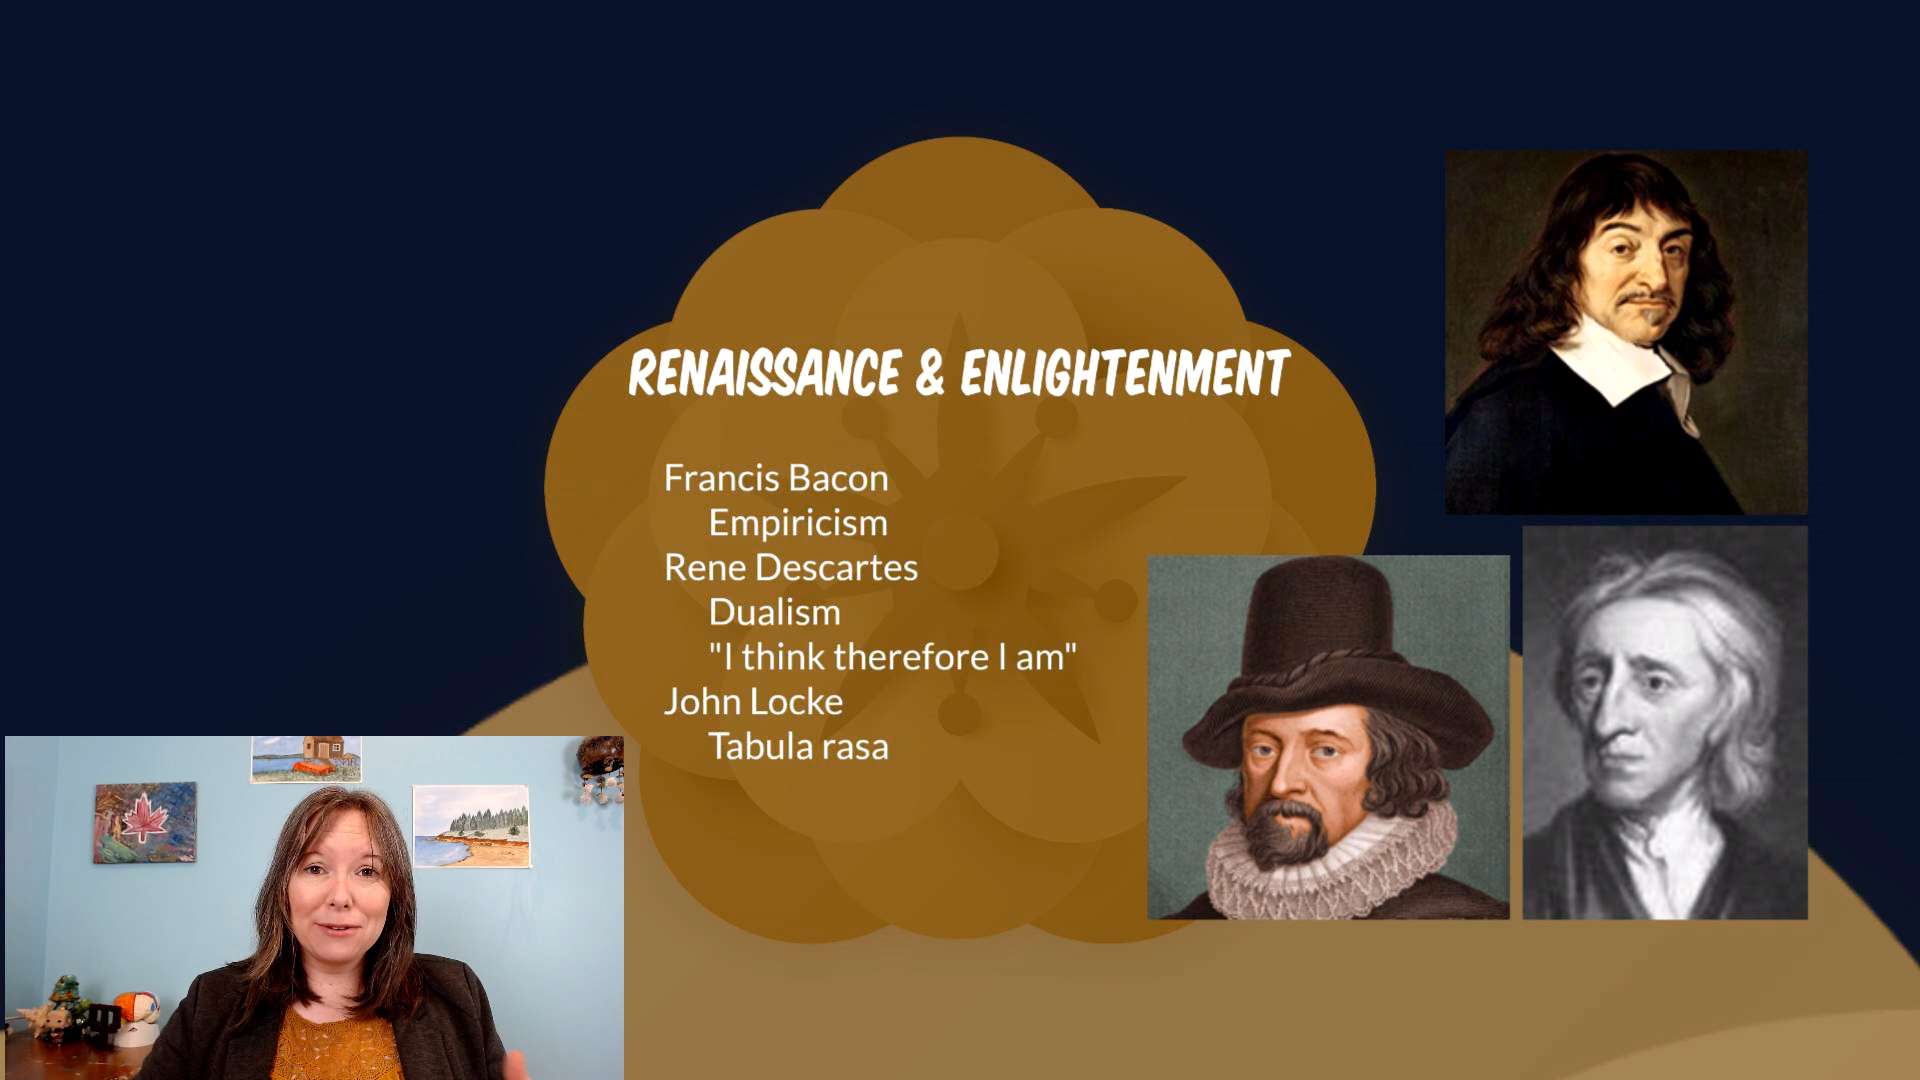 RENAISSANCE & ENLIGHTENMENT
Francis Bacon
Empiricism
Rene Descartes
Dualism
"I think therefore I am"
John Locke
Tabula rasa